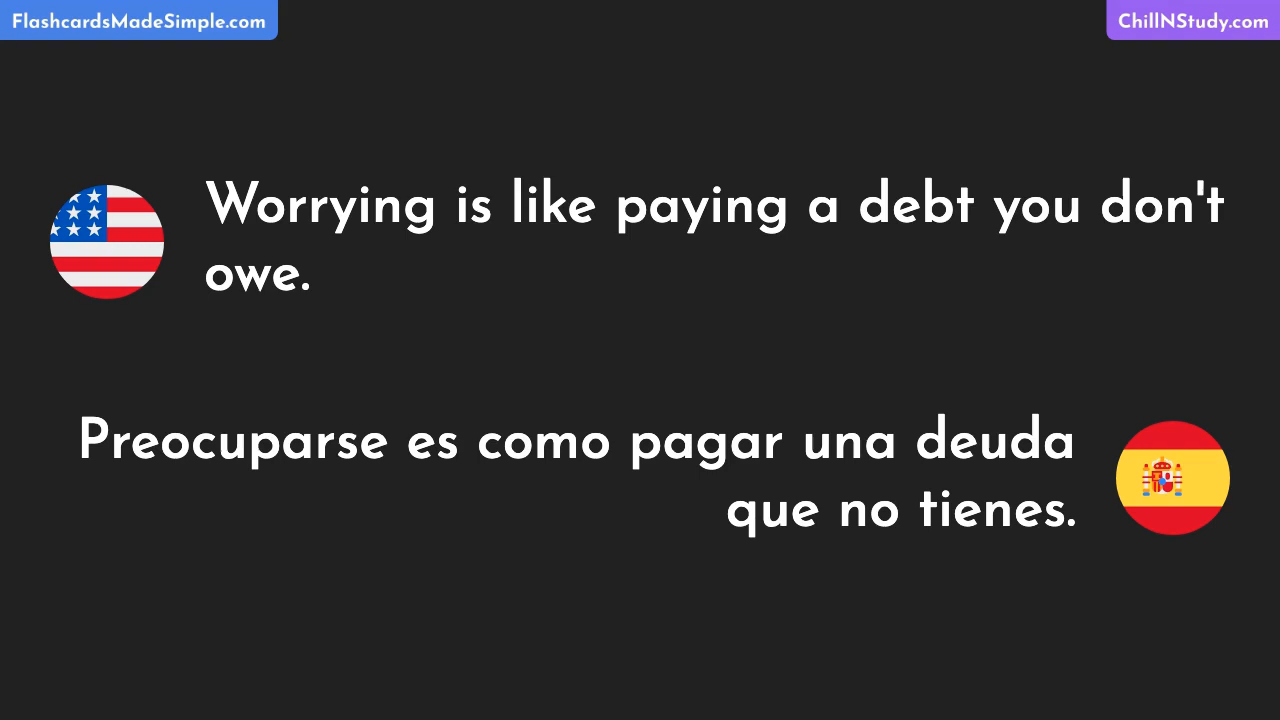 FlashcardsMadeSimple.com
ChillNStudy.com
Worrying is like paying a debt you don't
owe.
Preocuparse es como pagar una deuda
que no tienes.